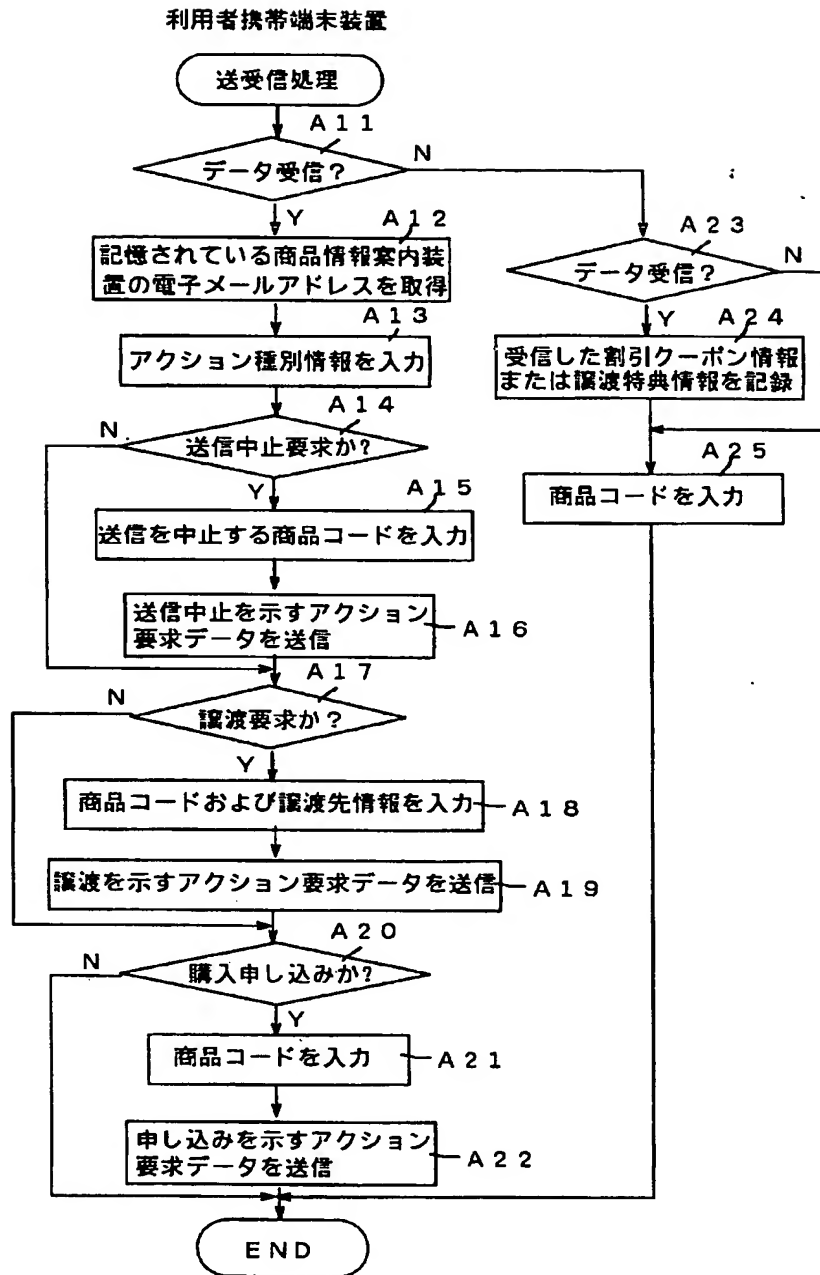 利用者携帯端末装置
送受信処理
A11
データ受信?
N
Y
A12
記憶されている商品情報案内装
置の電子メールアドレスを取得
A13
アクション種別情報を入力
A14
N
送信中止要求か?
Y
A15
送信を中止する商品コードを入力
送信中止を示すアクション
要求データを送信
A16
A17
N
譲渡要求か?
Y
商品コードおよび譲渡先情報を入力
A18
譲渡を示すアクション要求データを送信
A19
A20
N
購入申し込みか?
Y
商品コードを入力
A21
申し込みを示すアクション
要求データを送信
A22
END
A23
データ受信?
N
Y
A24
受信した割引クーポン情報
または譲渡特典情報を記録
A25
商品コードを入力